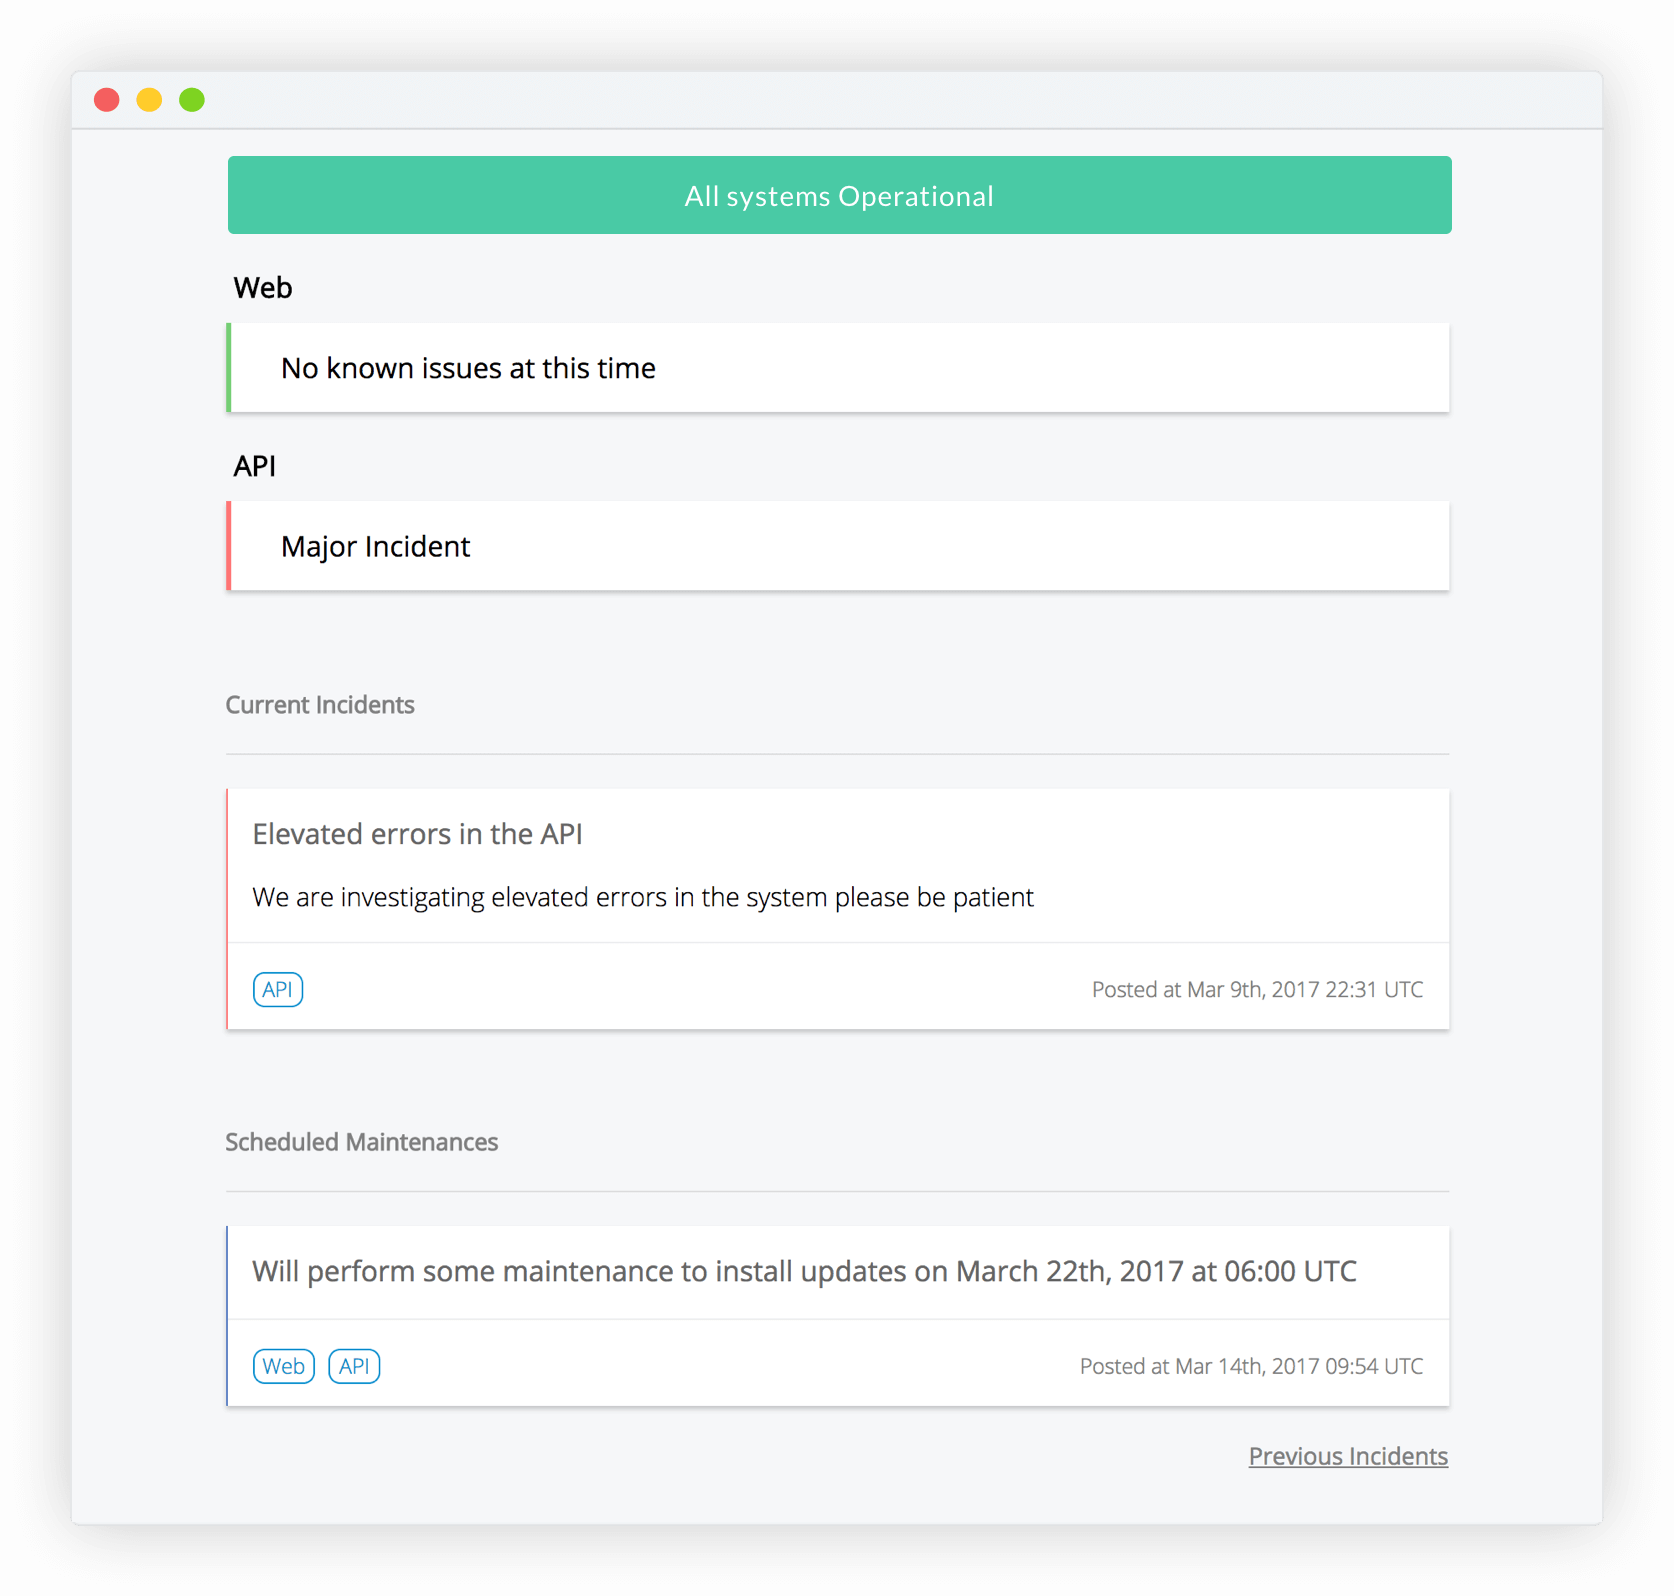 All systems Operational
Web
No known issues at this time
API
Major Incident
Current Incidents
Elevated errors in the API
We are investigating elevated errors in the system please be patient
API
Posted at Mar 9th, 2017 22:31 UTC
Scheduled Maintenances
Will perform some maintenance to install updates on March 22th, 2017 at 06:00 UTC
Web API
Posted at Mar 14th, 2017 09:54 UTC
Previous Incidents